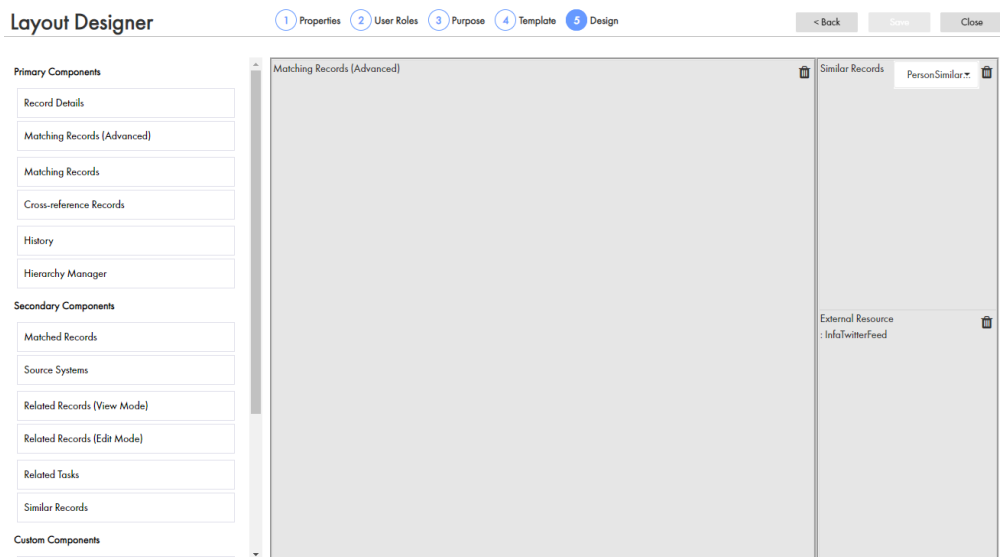 Layout Designer
1 Properties 2 User Roles 3 Purpose 4 Template 5 Design
< Back Save Close
Primary Components
Record Details
Matching Records (Advanced)
Matching Records
Cross-reference Records
History
Hierarchy Manager
Secondary Components
Matched Records
Source Systems
Related Records (View Mode)
Related Records (Edit Mode)
Related Tasks
Similar Records
Custom Components
Matching Records (Advanced)
Similar Records PersonSimilar...
External Resource
: InfaTwitterFeed